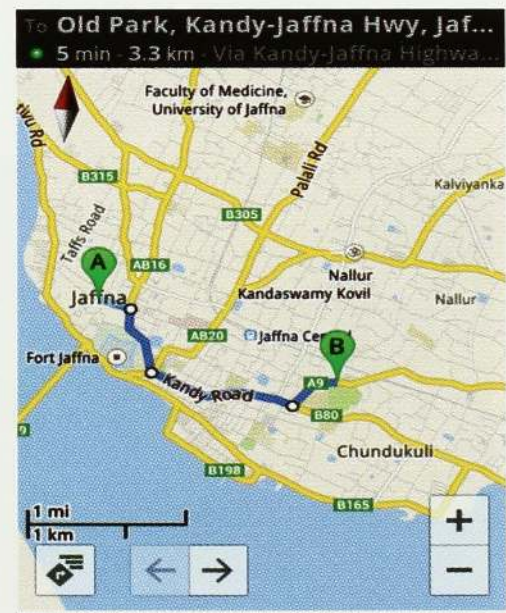 To Old Park, Kandy-Jaffna Hwy, Jaf...
5 min - 3.3 km - Via Kandy-Jaffna Highwa...
Faculty of Medicine,
University of Jaffna
ivu Rd
Palali Rd
B315
Kalviyanka
Taffs Road
B305
A
AB16
Nallur
Kandaswamy Kovil
Jaffna
Nallur
AB20
Jaffna Ce
B
Fort Jaffna
Kandy Road
A9
B80
9
Chundukuli
B198
B165
1 mi
1 km
+
−